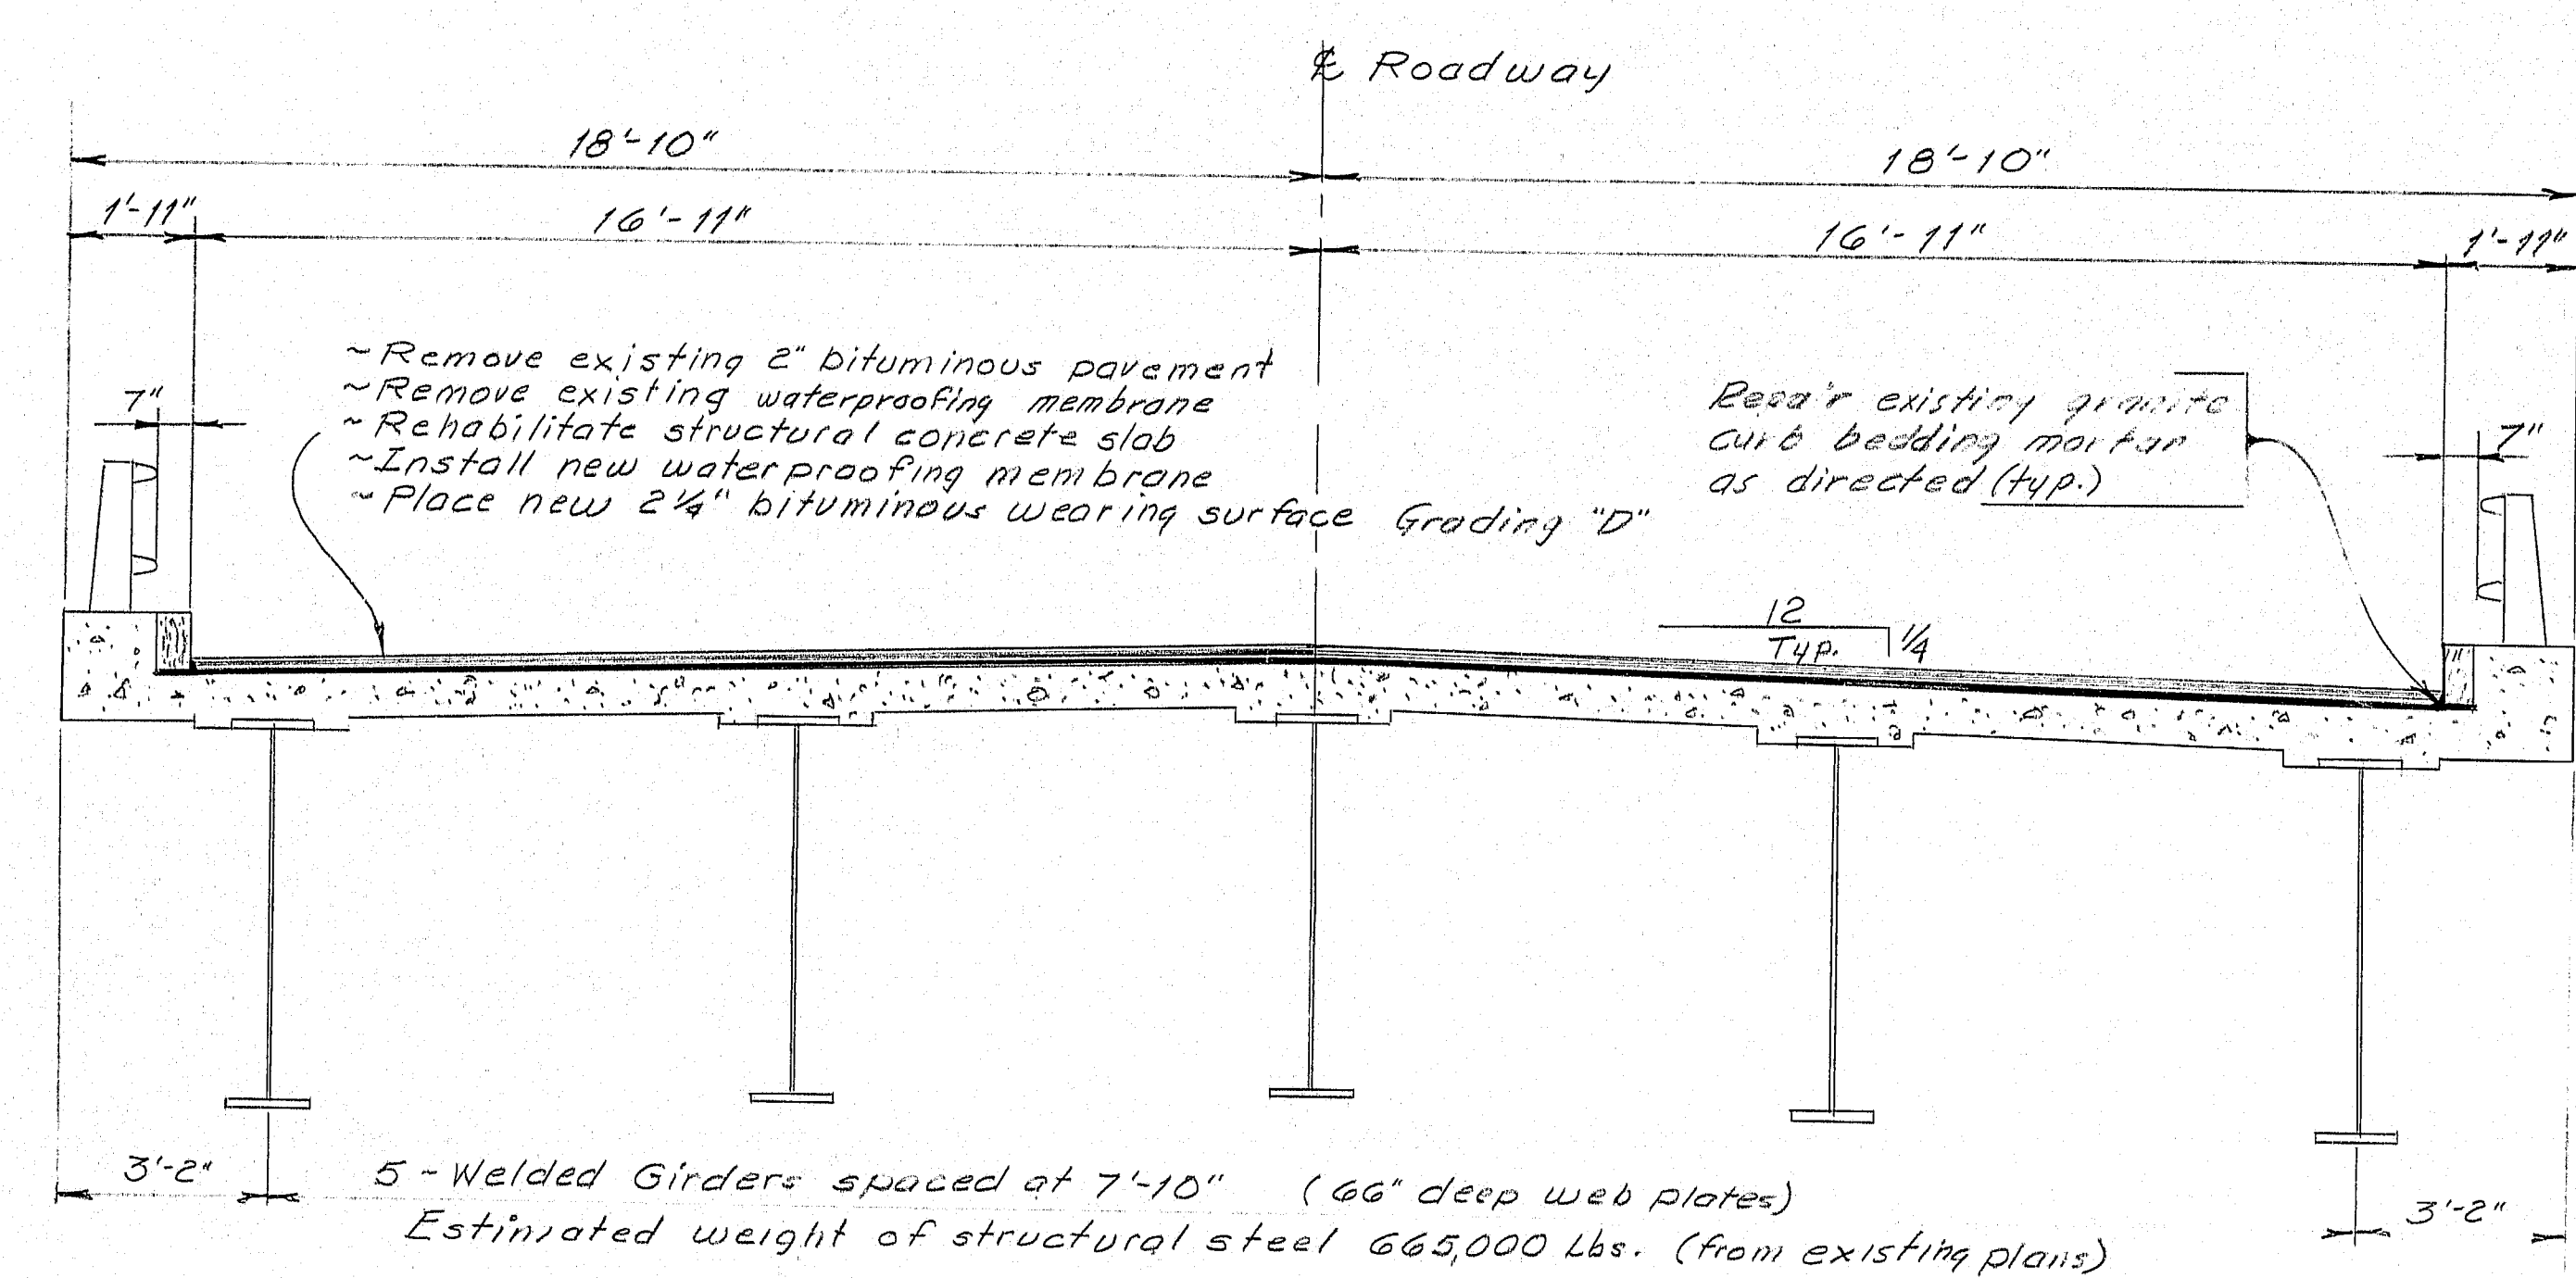 ℄ Roadway
18'-10"
18'-10"
1'-11"
16'-11"
16'-11"
1'-11"
~Remove existing 2" bituminous pavement
~Remove existing waterproofing membrane
~Rehabilitate structural concrete slab
~Install new waterproofing membrane
~Place new 2¼" bituminous wearing surface Grading "D"
7"
Repair existing granite
curb bedding mortar
as directed (typ.)
7"
12
Typ.
1/4
3'-2"
5 - Welded Girders spaced at 7'-10" (66" deep web plates)
Estimated weight of structural steel 665,000 Lbs. (from existing plans)
3'-2"